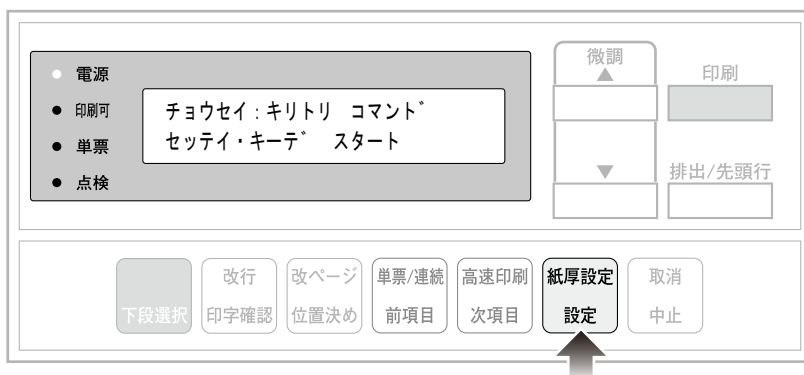 電源
印刷可
単票
点検
チョウセイ:キリトリ コマンド
セッテイ・キーデ スタート
微調
▲
▼
印刷
排出/先頭行
下段選択
改行
印字確認
改ページ
位置決め
単票/連続
前項目
高速印刷
次項目
紙厚設定
設定
取消
中止